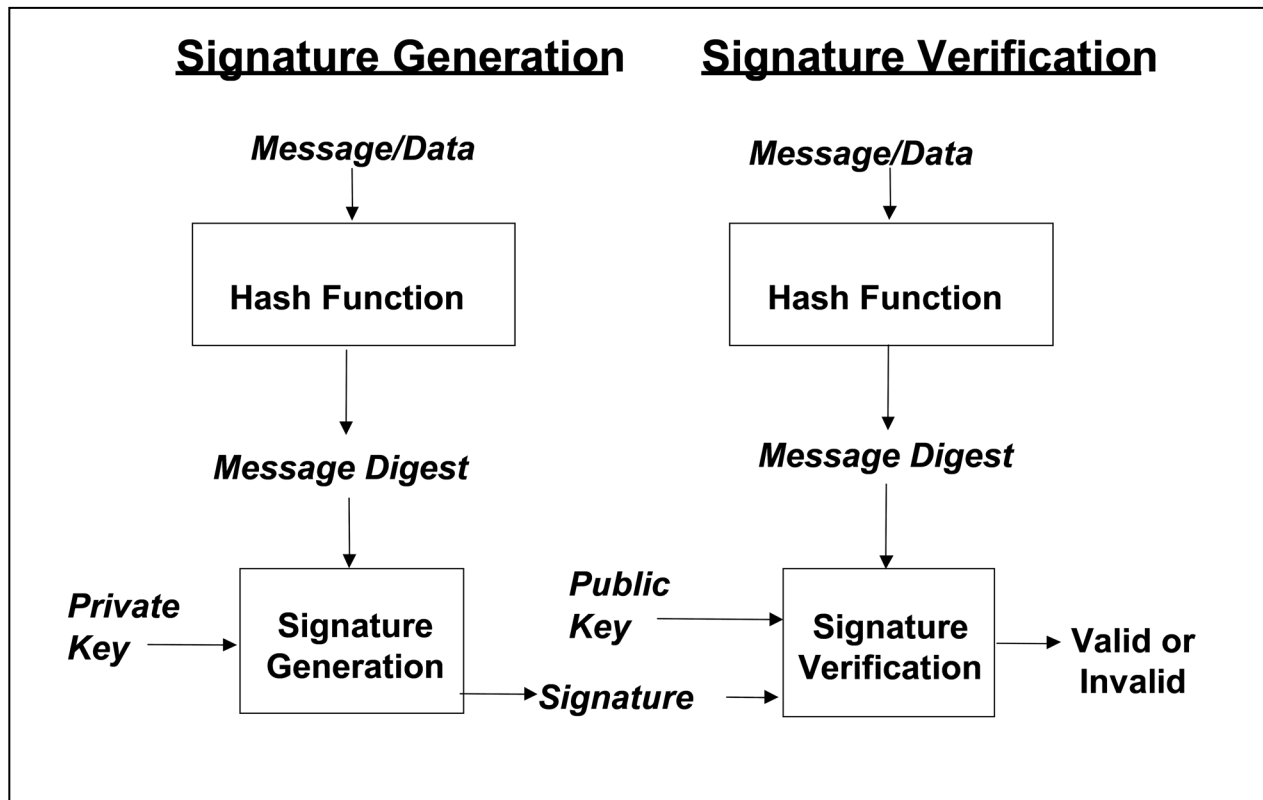 Signature Generation
Signature Verification
Message/Data
Hash Function
Message Digest
Private
Key
Signature
Generation
Message/Data
Hash Function
Message Digest
Public
Key
Signature
Signature
Verification
Valid or
Invalid